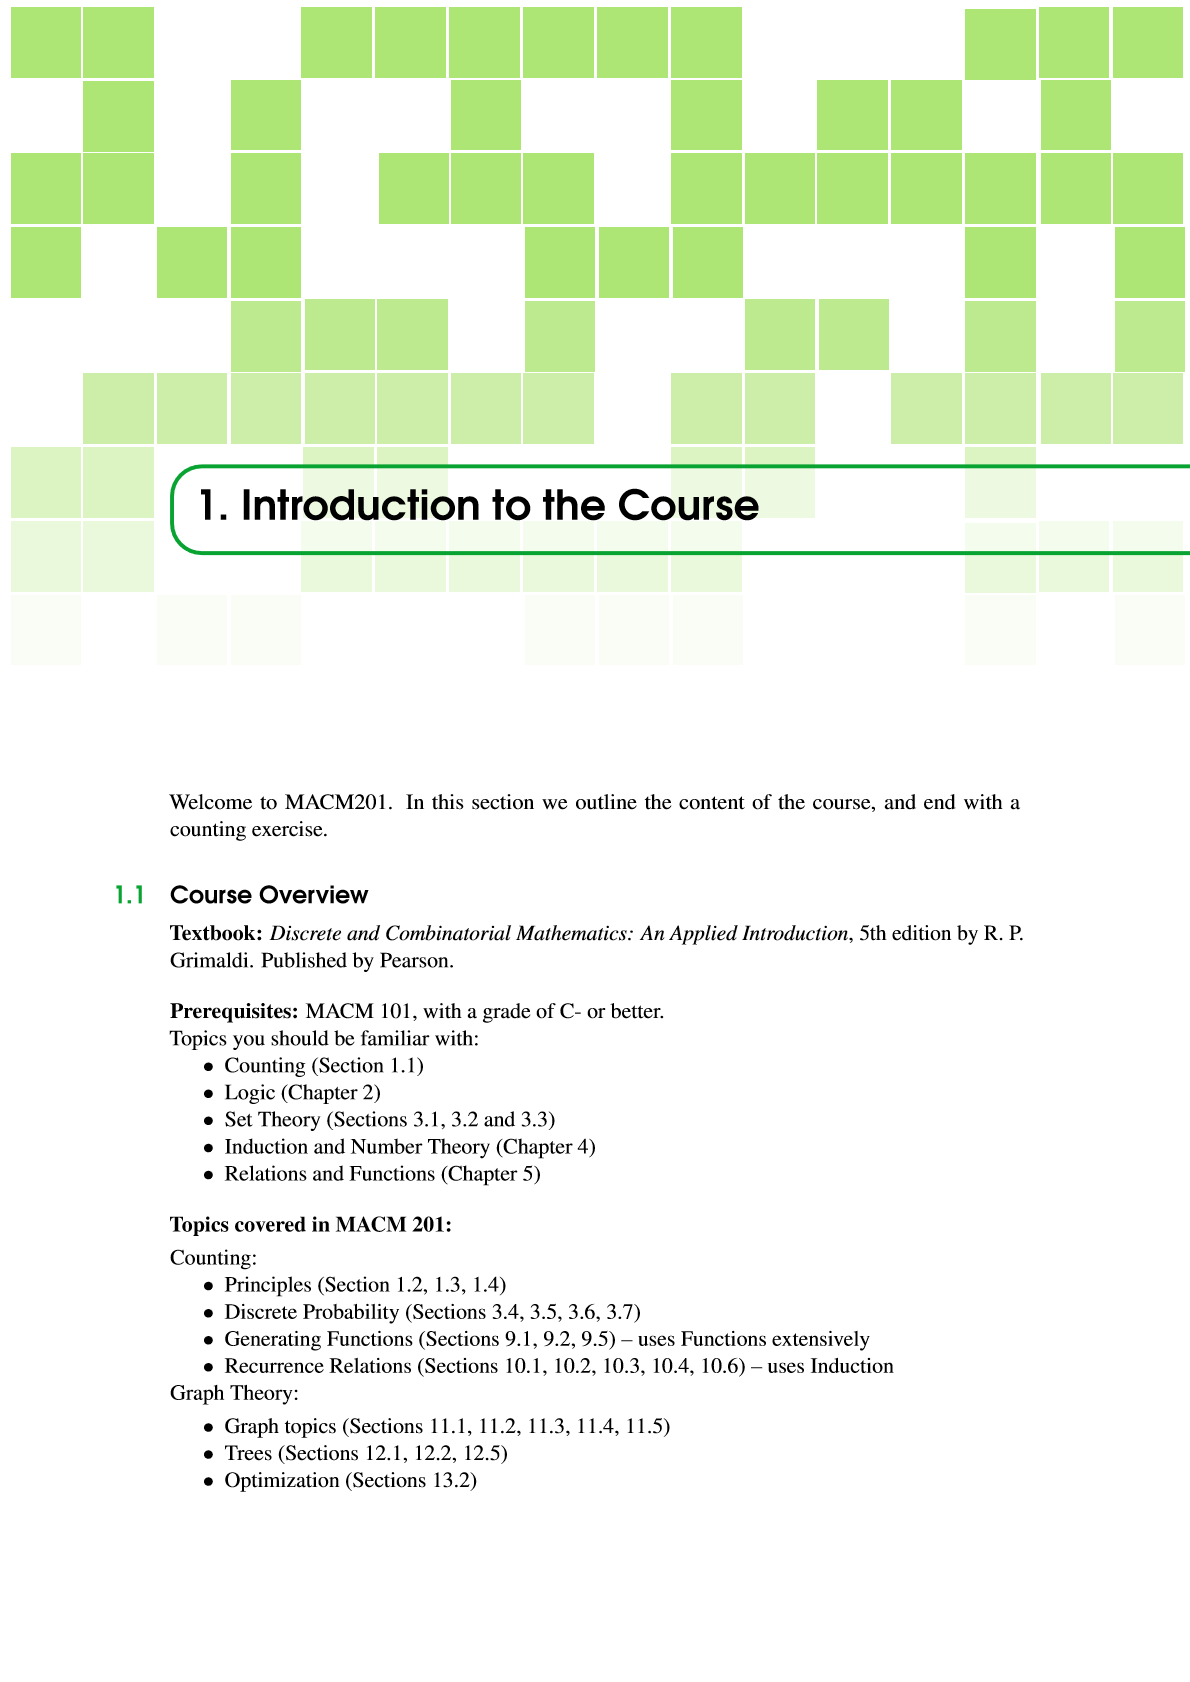 1. Introduction to the Course
Welcome to MACM201. In this section we outline the content of the course, and end with a
counting exercise.
1.1 Course Overview
Textbook: Discrete and Combinatorial Mathematics: An Applied Introduction, 5th edition by R. P.
Grimaldi. Published by Pearson.
Prerequisites: MACM 101, with a grade of C- or better.
Topics you should be familiar with:
• Counting (Section 1.1)
• Logic (Chapter 2)
• Set Theory (Sections 3.1, 3.2 and 3.3)
• Induction and Number Theory (Chapter 4)
• Relations and Functions (Chapter 5)
Topics covered in MACM 201:
Counting:
• Principles (Section 1.2, 1.3, 1.4)
• Discrete Probability (Sections 3.4, 3.5, 3.6, 3.7)
• Generating Functions (Sections 9.1, 9.2, 9.5) – uses Functions extensively
• Recurrence Relations (Sections 10.1, 10.2, 10.3, 10.4, 10.6) – uses Induction
Graph Theory:
• Graph topics (Sections 11.1, 11.2, 11.3, 11.4, 11.5)
• Trees (Sections 12.1, 12.2, 12.5)
• Optimization (Sections 13.2)